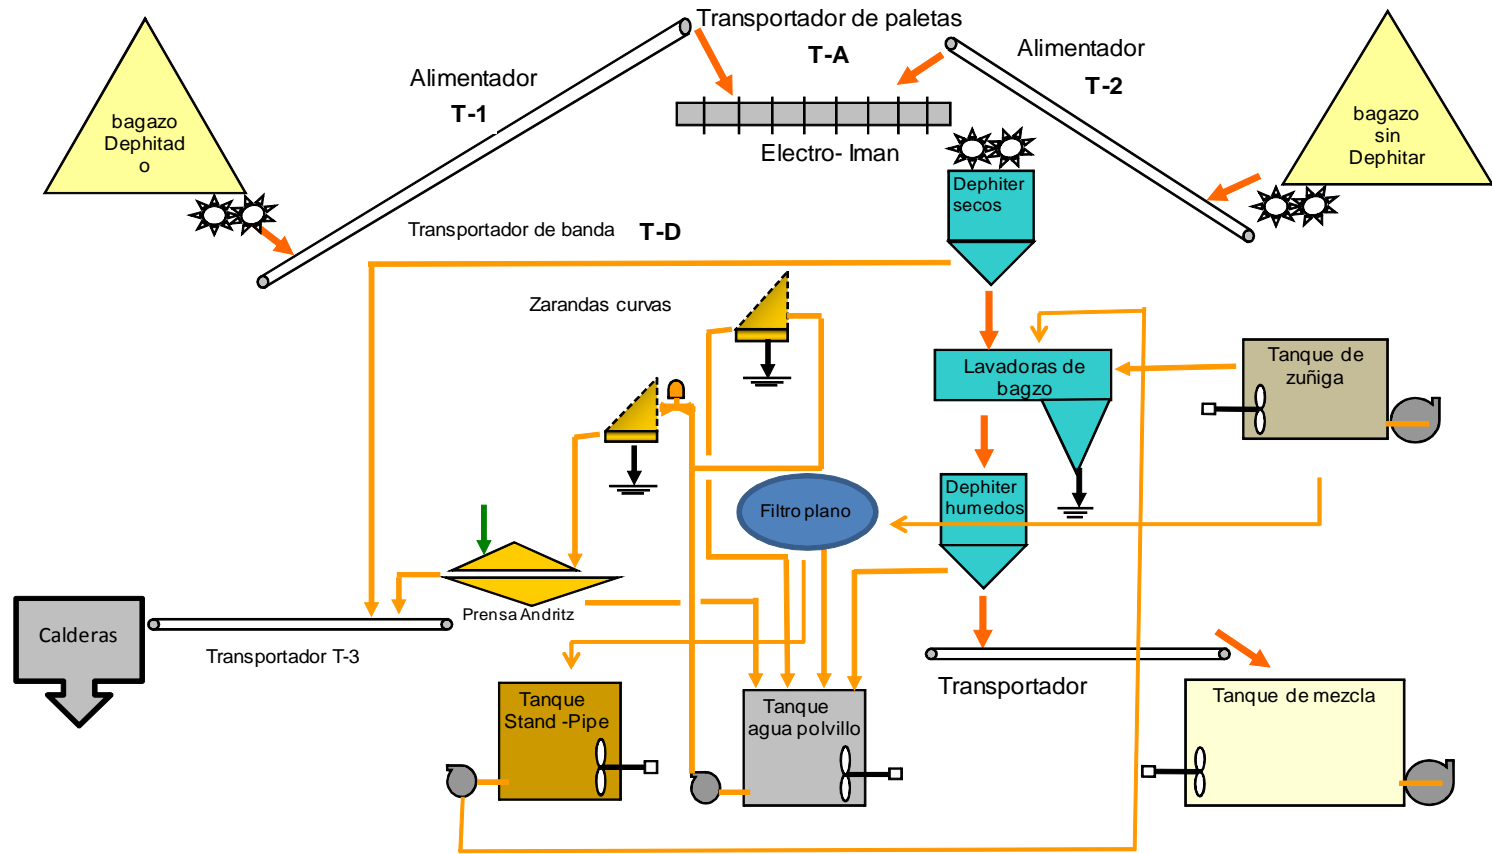 Transportador de paletas
T-A
Alimentador
T-1
Alimentador
T-2
bagazo
Dephitad
o
bagazo
sin
Dephitar
Electro- Iman
Dephiter
secos
Transportador de banda T-D
Zarandas curvas
Lavadoras de
bagzo
Tanque de
zuñiga
Dephiter
humedos
Filtro plano
Prensa Andritz
Calderas
Transportador T-3
Transportador
Tanque
Stand -Pipe
Tanque
agua polvillo
Tanque de mezcla